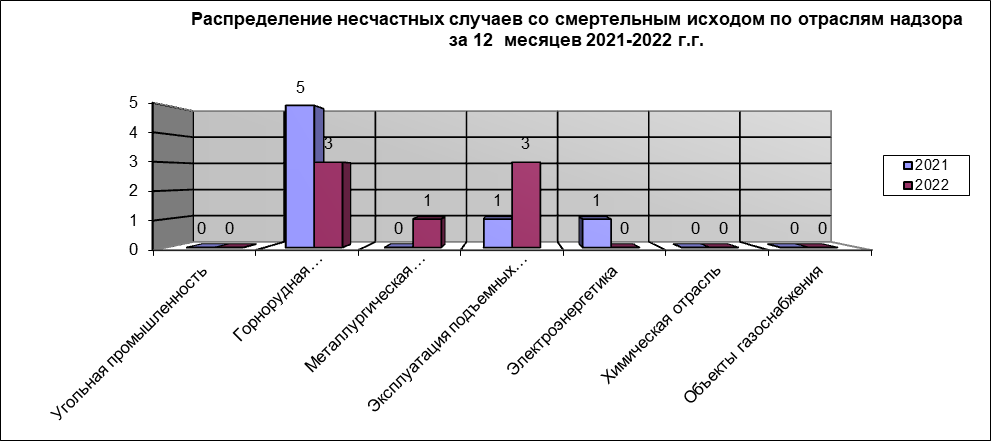 Распределение несчастных случаев со смертельным исходом по отраслям надзора
за 12 месяцев 2021-2022 г.г.
5
4
3
2
1
0
0 0
5 3
0 1
1 3
1 0
0 0
0 0
Угольная промышленность
Горнорудная...
Металлургическая...
Эксплуатация подъемных...
Электроэнергетика
Химическая отрасль
Объекты газоснабжения
2021
2022